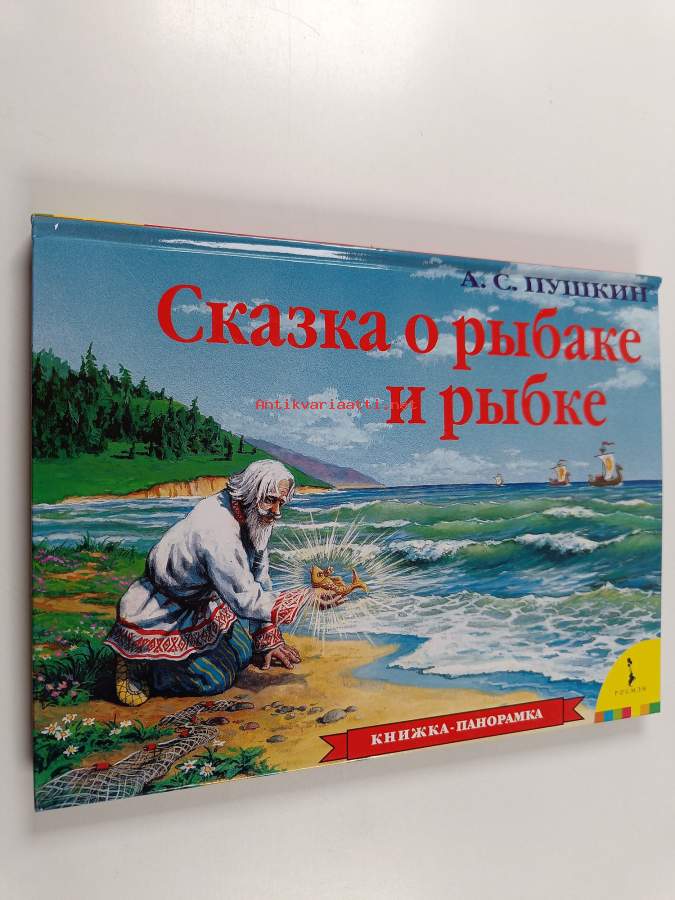 А. С. ПУШКИН
Сказка о рыбаке
и рыбке
Antikvariaatti.net
КНИЖКА-ПАНОРАМКА
РОСМЭН